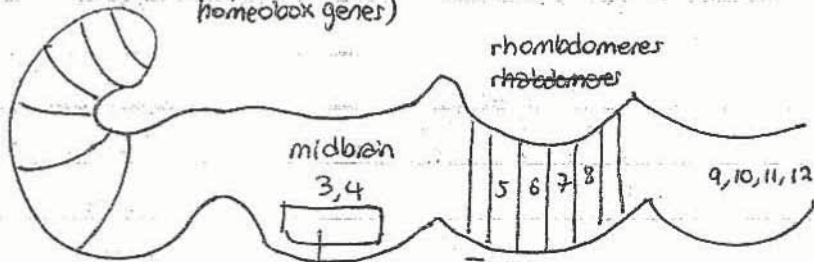 homeobox genes)
rhombdomeres
rhabdomeres
midbrain
3,4
5 6 7 8
9, 10, 11, 12